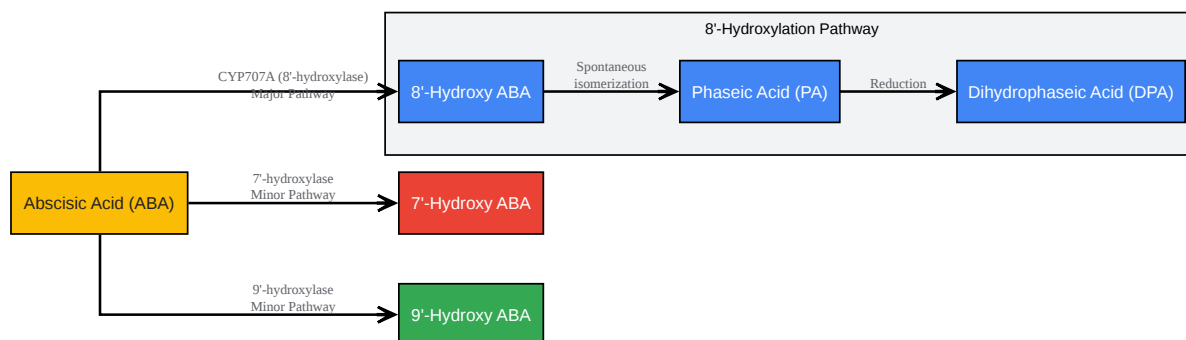 8'-Hydroxylation Pathway
CYP707A (8'-hydroxylase)
Major Pathway
8'-Hydroxy ABA
Spontaneous
isomerization
Phaseic Acid (PA)
Reduction
Dihydrophaseic Acid (DPA)
Abscisic Acid (ABA)
7'-hydroxylase
Minor Pathway
7'-Hydroxy ABA
9'-hydroxylase
Minor Pathway
9'-Hydroxy ABA